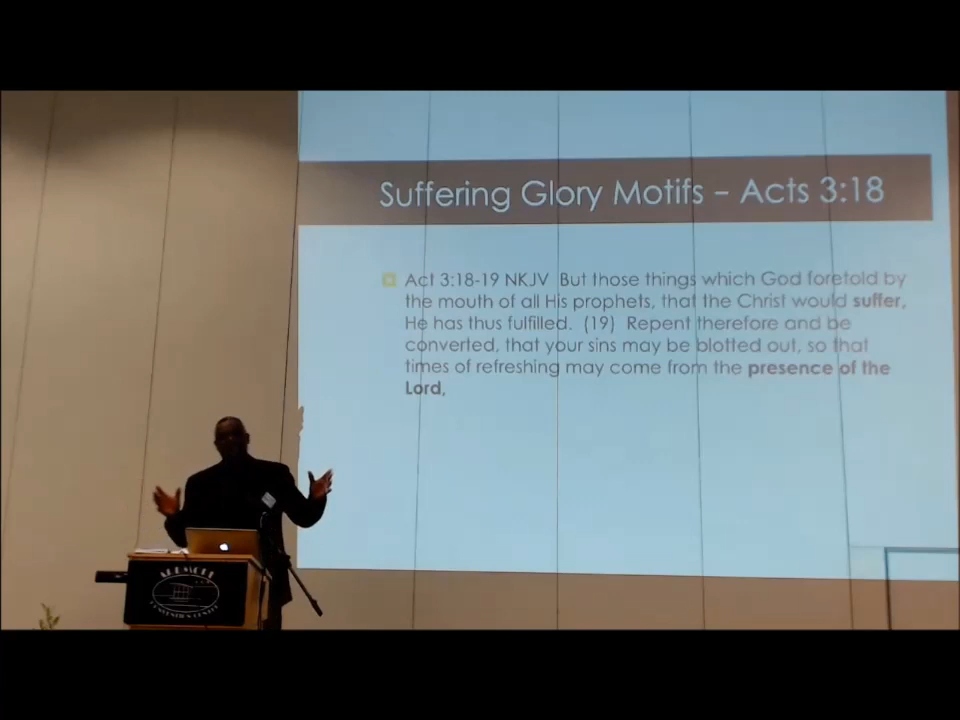 Suffering Glory Motifs – Acts 3:18
Act 3:18-19 NKJV But those things which God foretold by
the mouth of all His prophets, that the Christ would suffer,
He has thus fulfilled. (19) Repent therefore and be
converted, that your sins may be blotted out, so that
times of refreshing may come from the presence of the
Lord,